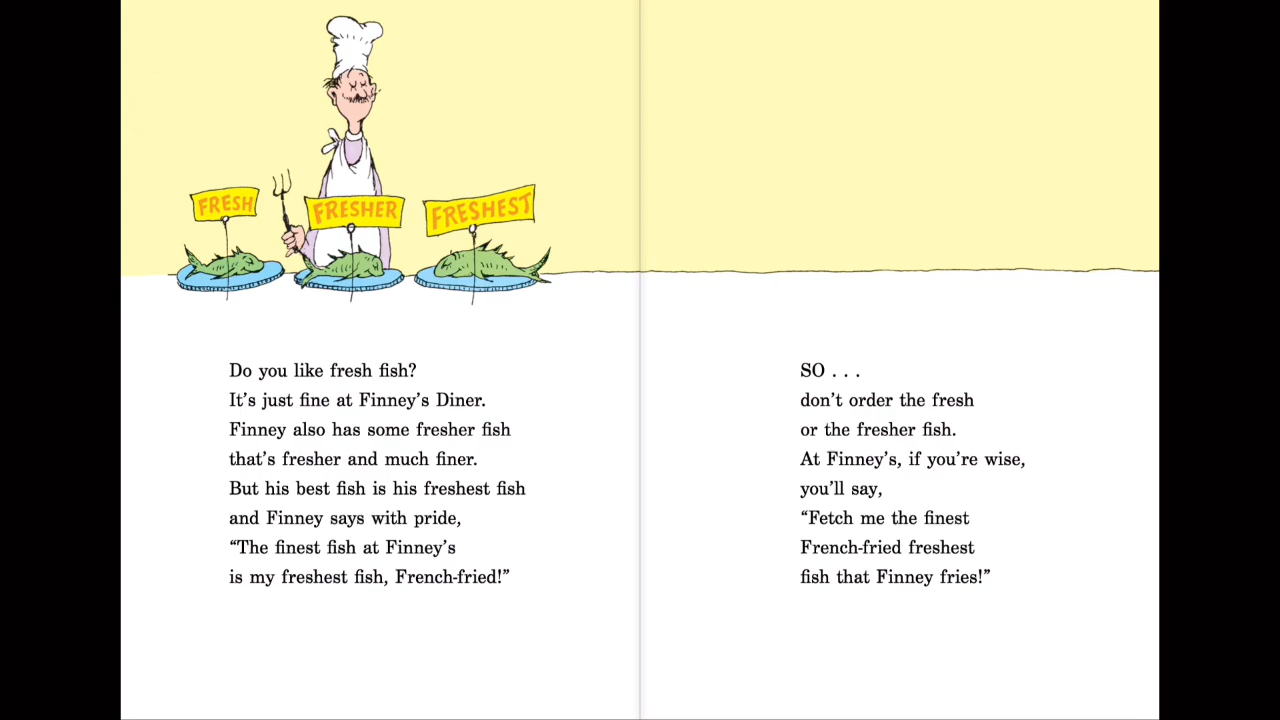 FRESH
FRESHER
FRESHEST
Do you like fresh fish?
It's just fine at Finney's Diner.
Finney also has some fresher fish
that's fresher and much finer.
But his best fish is his freshest fish
and Finney says with pride,
“The finest fish at Finney's
is my freshest fish, French-fried!”
SO . . .
don't order the fresh
or the fresher fish.
At Finney's, if you're wise,
you'll say,
“Fetch me the finest
French-fried freshest
fish that Finney fries!”